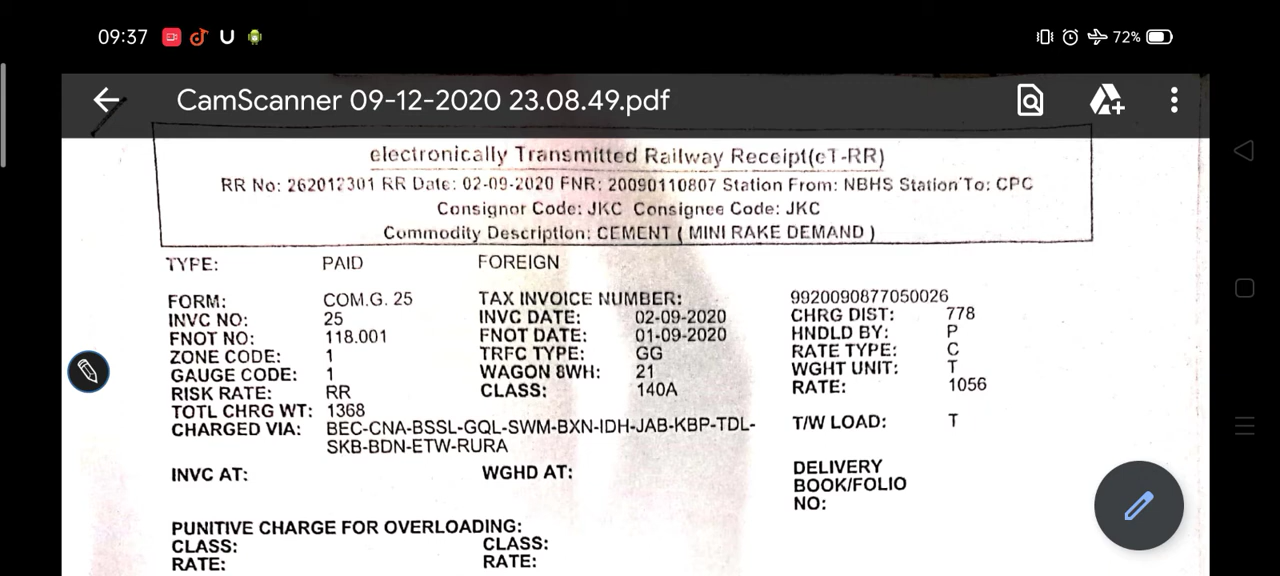 09:37 U 72%
CamScanner 09-12-2020 23.08.49.pdf
electronically Transmitted Railway Receipt(eT-RR)
RR No: 262012301 RR Date: 02-09-2020 FNR: 20090110807 Station From: NBHS Station To: CPC
Consignor Code: JKC Consignee Code: JKC
Commodity Description: CEMENT ( MINI RAKE DEMAND )
TYPE: PAID FOREIGN
FORM: COM.G. 25 TAX INVOICE NUMBER: 9920090877050026
INVC NO: 25 INVC DATE: 02-09-2020 CHRG DIST: 778
FNOT NO: 118.001 FNOT DATE: 01-09-2020 HNDLD BY: P
ZONE CODE: 1 TRFC TYPE: GG RATE TYPE: C
GAUGE CODE: 1 WAGON 8WH: 21 WGHT UNIT: T
RISK RATE: RR CLASS: 140A RATE: 1056
TOTL CHRG WT: 1368
CHARGED VIA: BEC-CNA-BSSL-GQL-SWM-BXN-IDH-JAB-KBP-TDL- T/W LOAD: T
SKB-BDN-ETW-RURA
INVC AT: WGHD AT: DELIVERY
BOOK/FOLIO
NO:
PUNITIVE CHARGE FOR OVERLOADING:
CLASS: CLASS:
RATE: RATE: